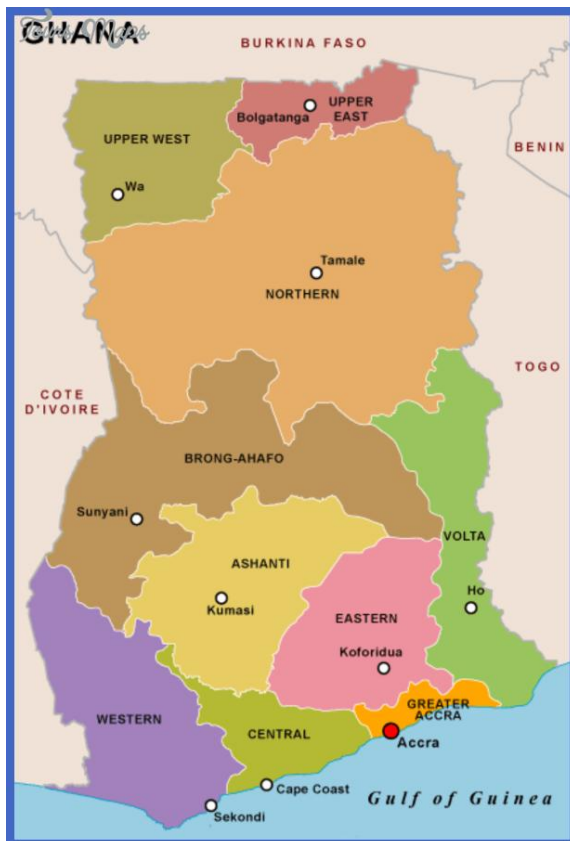 GHANA
ToursMaps
BURKINA FASO
UPPER
EAST
Bolgatanga
UPPER WEST
BENIN
Wa
Tamale
NORTHERN
TOGO
COTE
D'IVOIRE
BRONG-AHAFO
Sunyani
VOLTA
ASHANTI
Ho
Kumasi
EASTERN
Koforidua
GREATER
ACCRA
WESTERN
CENTRAL
Accra
Cape Coast
Gulf of Guinea
Sekondi